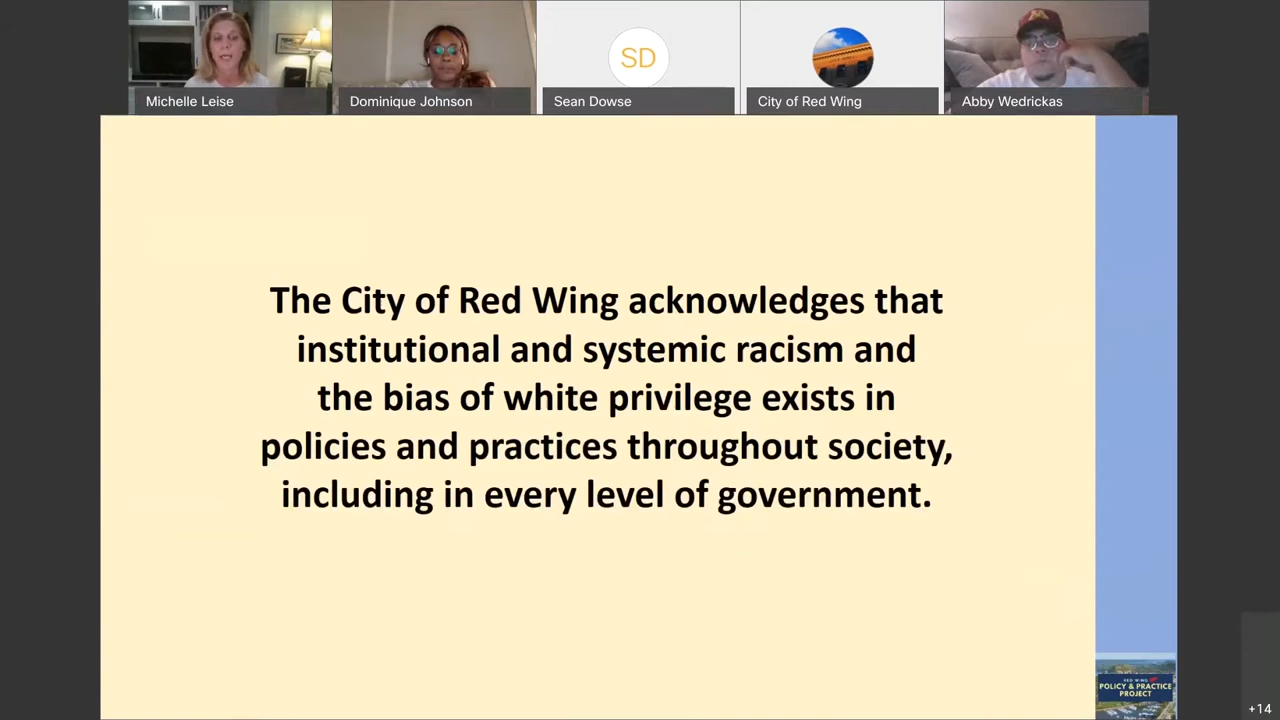 SD
Michelle Leise
Dominique Johnson
Sean Dowse
City of Red Wing
Abby Wedrickas
The City of Red Wing acknowledges that
institutional and systemic racism and
the bias of white privilege exists in
policies and practices throughout society,
including in every level of government.
RED WING
POLICY & PRACTICE
PROJECT
+14